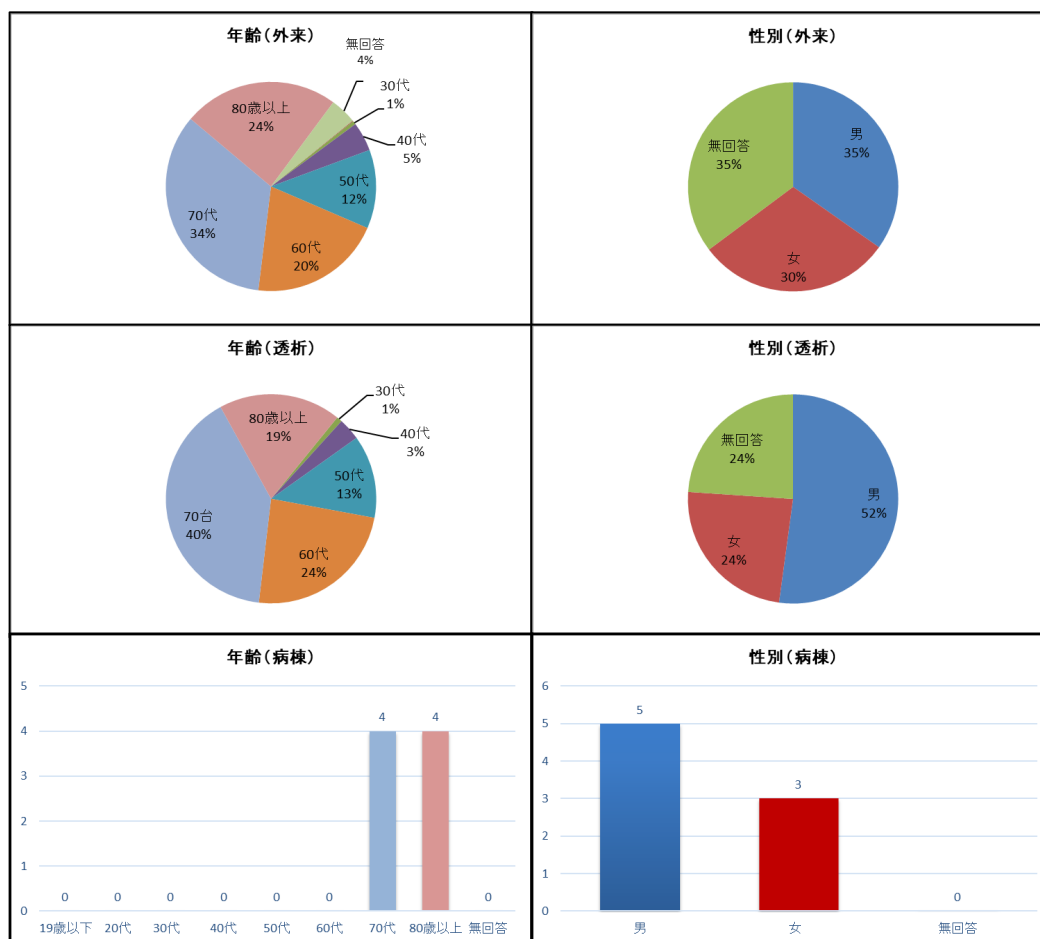 年齢(外来)
無回答
4%
30代
1%
40代
5%
50代
12%
60代
20%
70代
34%
80歳以上
24%
性別(外来)
男
35%
女
30%
無回答
35%
年齢(透析)
30代
1%
40代
3%
50代
13%
60代
24%
70台
40%
80歳以上
19%
性別(透析)
男
52%
女
24%
無回答
24%
年齢(病棟)
5
4
3
2
1
0
0 0 0 0 0 0 4 4 0
19歳以下 20代 30代 40代 50代 60代 70代 80歳以上 無回答
性別(病棟)
6
5
4
3
2
1
0
5 3 0
男 女 無回答